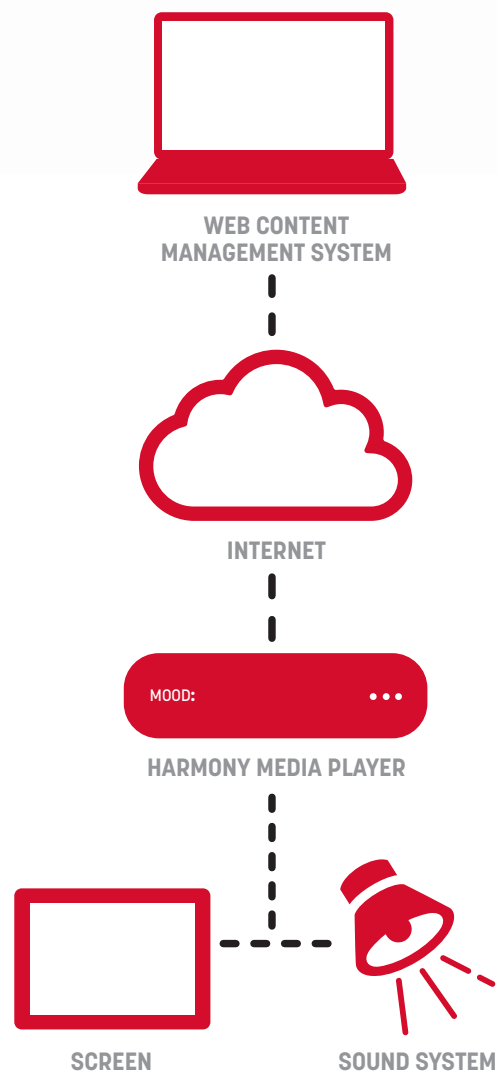 WEB CONTENT
MANAGEMENT SYSTEM
INTERNET
MOOD:
HARMONY MEDIA PLAYER
SCREEN
SOUND SYSTEM